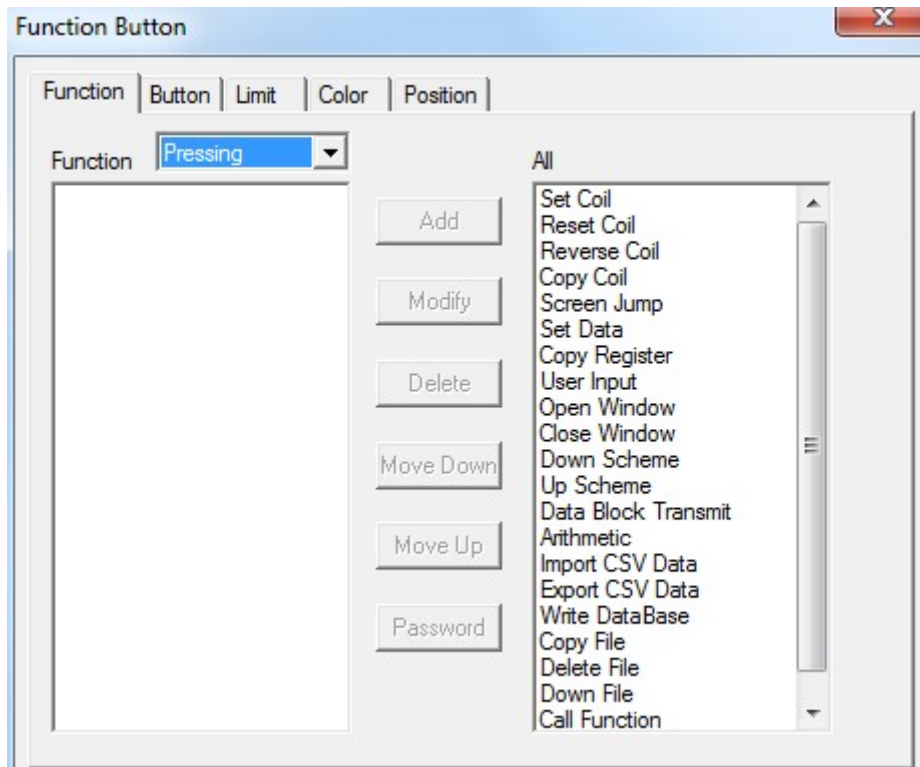 Function Button
Function Button Limit Color Position
Function Pressing All
Set Coil
Reset Coil
Reverse Coil
Copy Coil
Screen Jump
Set Data
Copy Register
User Input
Open Window
Close Window
Down Scheme
Up Scheme
Data Block Transmit
Arithmetic
Import CSV Data
Export CSV Data
Write DataBase
Copy File
Delete File
Down File
Call Function
Add
Modify
Delete
Move Down
Move Up
Password